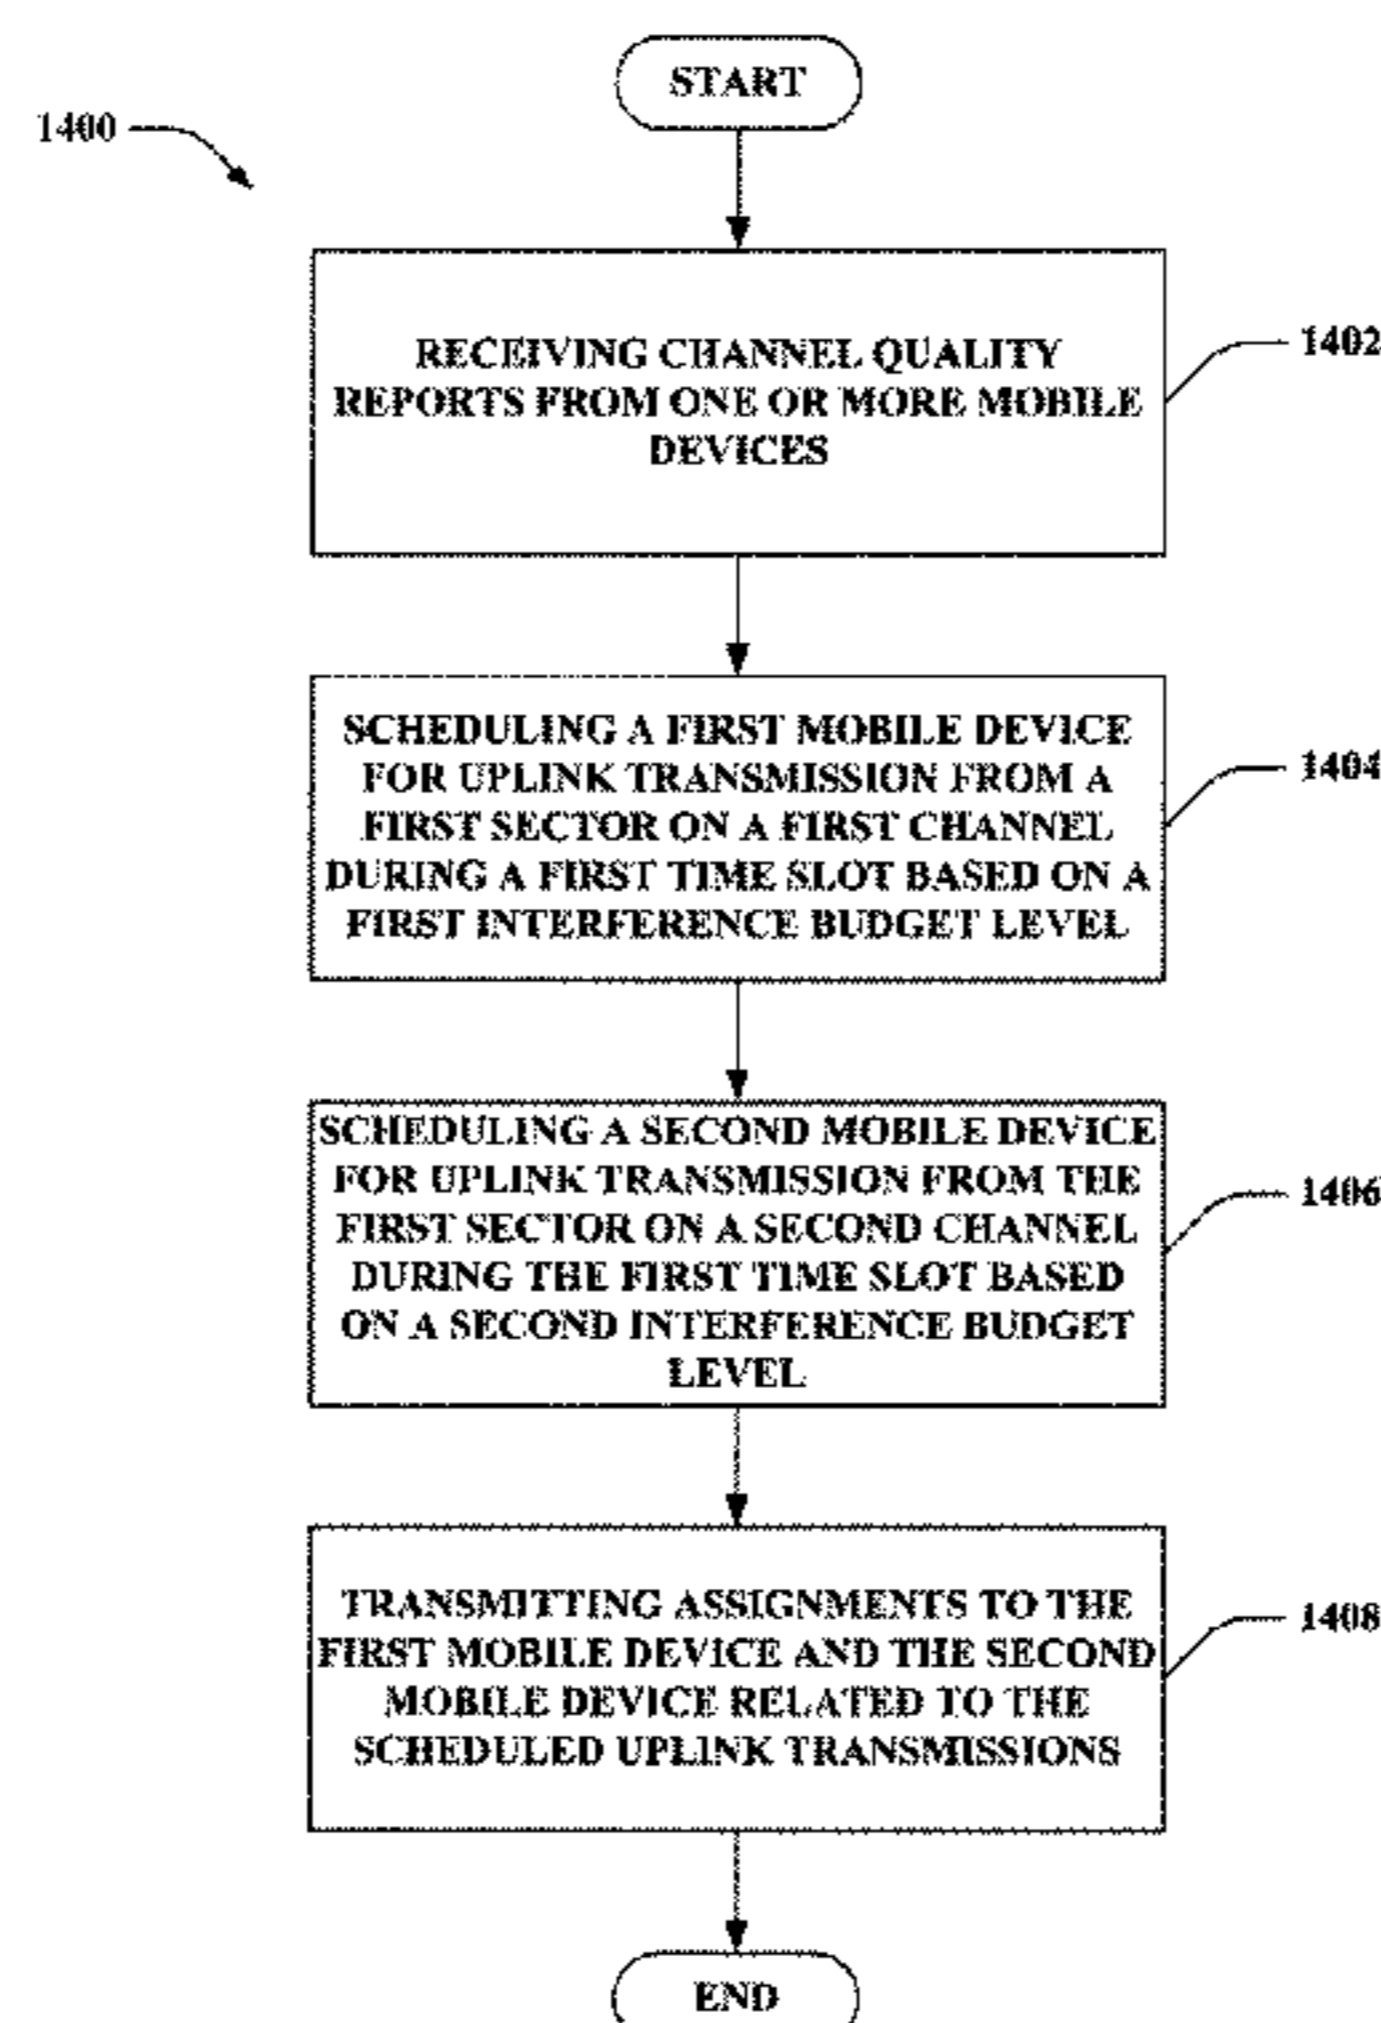 START
1400
RECEIVING CHANNEL QUALITY
REPORTS FROM ONE OR MORE MOBILE
DEVICES
1402
SCHEDULING A FIRST MOBILE DEVICE
FOR UPLINK TRANSMISSION FROM A
FIRST SECTOR ON A FIRST CHANNEL
DURING A FIRST TIME SLOT BASED ON A
FIRST INTERFERENCE BUDGET LEVEL
1404
SCHEDULING A SECOND MOBILE DEVICE
FOR UPLINK TRANSMISSION FROM THE
FIRST SECTOR ON A SECOND CHANNEL
DURING THE FIRST TIME SLOT BASED
ON A SECOND INTERFERENCE BUDGET
LEVEL
1406
TRANSMITTING ASSIGNMENTS TO THE
FIRST MOBILE DEVICE AND THE SECOND
MOBILE DEVICE RELATED TO THE
SCHEDULED UPLINK TRANSMISSIONS
1408
END